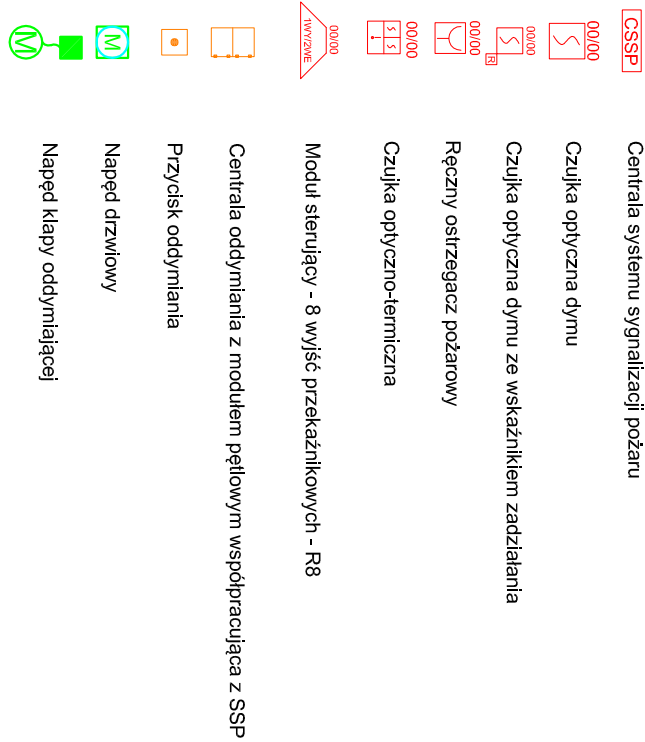 CSSP
Centrala systemu sygnalizacji pożaru
00/00
Czujka optyczna dymu
00/00
R
Czujka optyczna dymu ze wskaźnikiem zadziałania
00/00
Ręczny ostrzegacz pożarowy
00/00
Czujka optyczno-termiczna
00/00
1WY/2WE
Moduł sterujący - 8 wyjść przekaźnikowych - R8
Centrala oddymiania z modułem pętlowym współpracująca z SSP
Przycisk oddymiania
M
Napęd drzwiowy
M
Napęd klapy oddymiającej